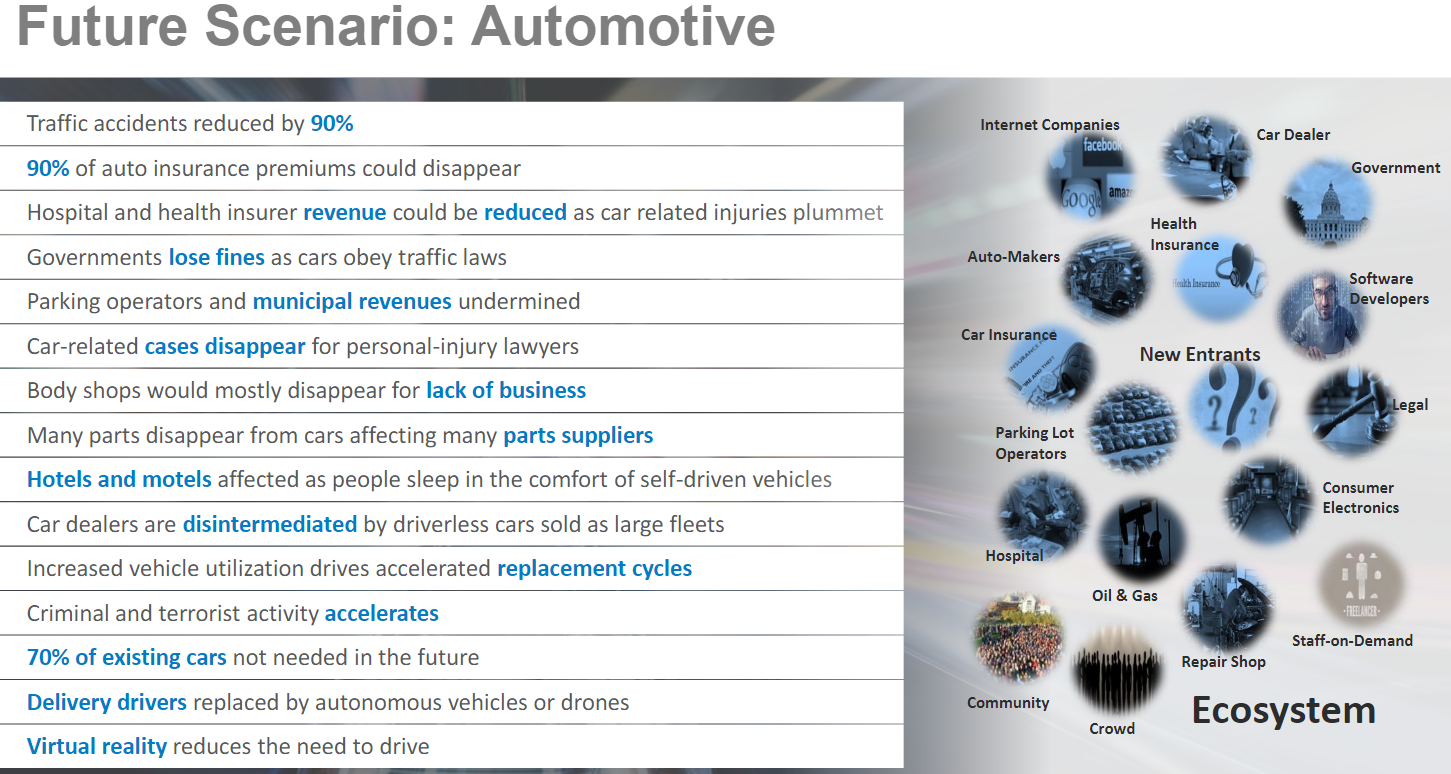 Future Scenario: Automotive
Traffic accidents reduced by 90%
90% of auto insurance premiums could disappear
Hospital and health insurer revenue could be reduced as car related injuries plummet
Governments lose fines as cars obey traffic laws
Parking operators and municipal revenues undermined
Car-related cases disappear for personal-injury lawyers
Body shops would mostly disappear for lack of business
Many parts disappear from cars affecting many parts suppliers
Hotels and motels affected as people sleep in the comfort of self-driven vehicles
Car dealers are disintermediated by driverless cars sold as large fleets
Increased vehicle utilization drives accelerated replacement cycles
Criminal and terrorist activity accelerates
70% of existing cars not needed in the future
Delivery drivers replaced by autonomous vehicles or drones
Virtual reality reduces the need to drive
Internet Companies
facebook
Google
Car Dealer
Government
Health
Insurance
Health Insurance
Auto-Makers
Software
Developers
Car Insurance
INSURANCE
RE AND THEFT
New Entrants
? ? ?
Legal
Parking Lot
Operators
Consumer
Electronics
Hospital
Oil & Gas
-FREELANCER-
Staff-on-Demand
Repair Shop
Community
Crowd
Ecosystem